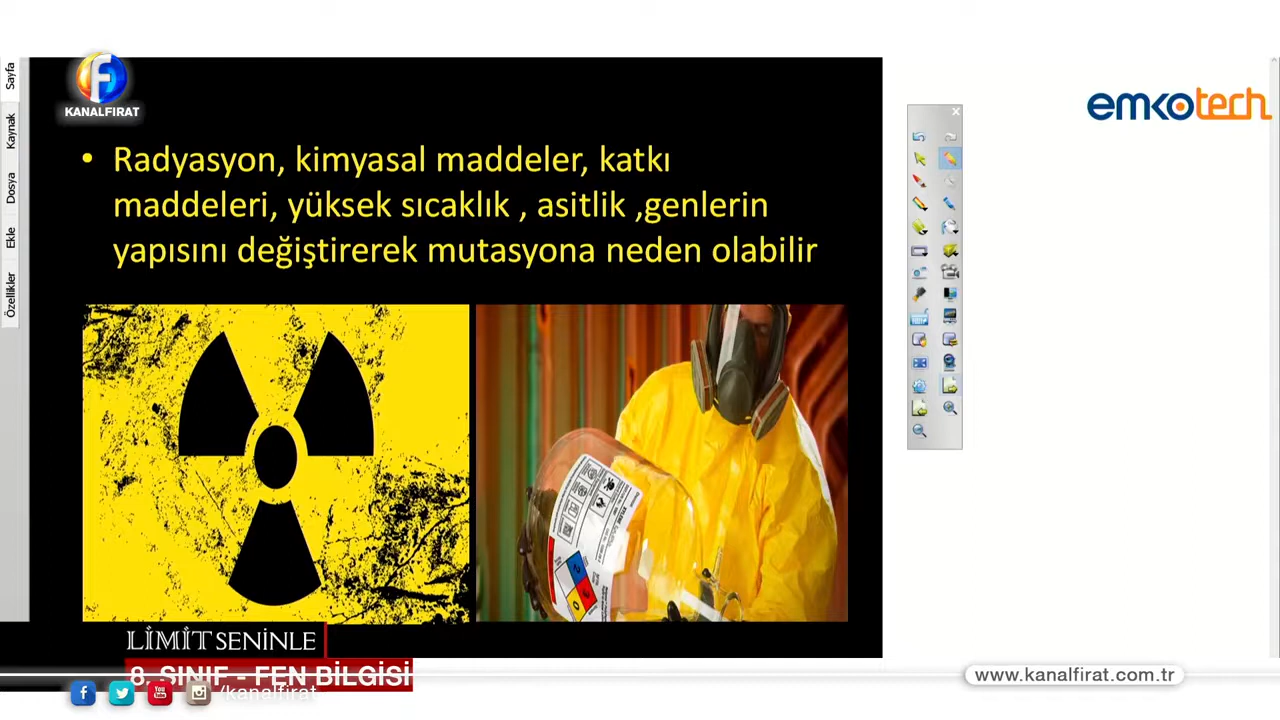 KANALFIRAT
emkotech
Sayfa
Kaynak
Dosya
Ekle
Özellikler
• Radyasyon, kimyasal maddeler, katkı
maddeleri, yüksek sıcaklık , asitlik ,genlerin
yapısını değiştirerek mutasyona neden olabilir
LİMİT SENİNLE
8. SINIF - FEN BİLGİSİ
/kanalfirat
www.kanalfirat.com.tr